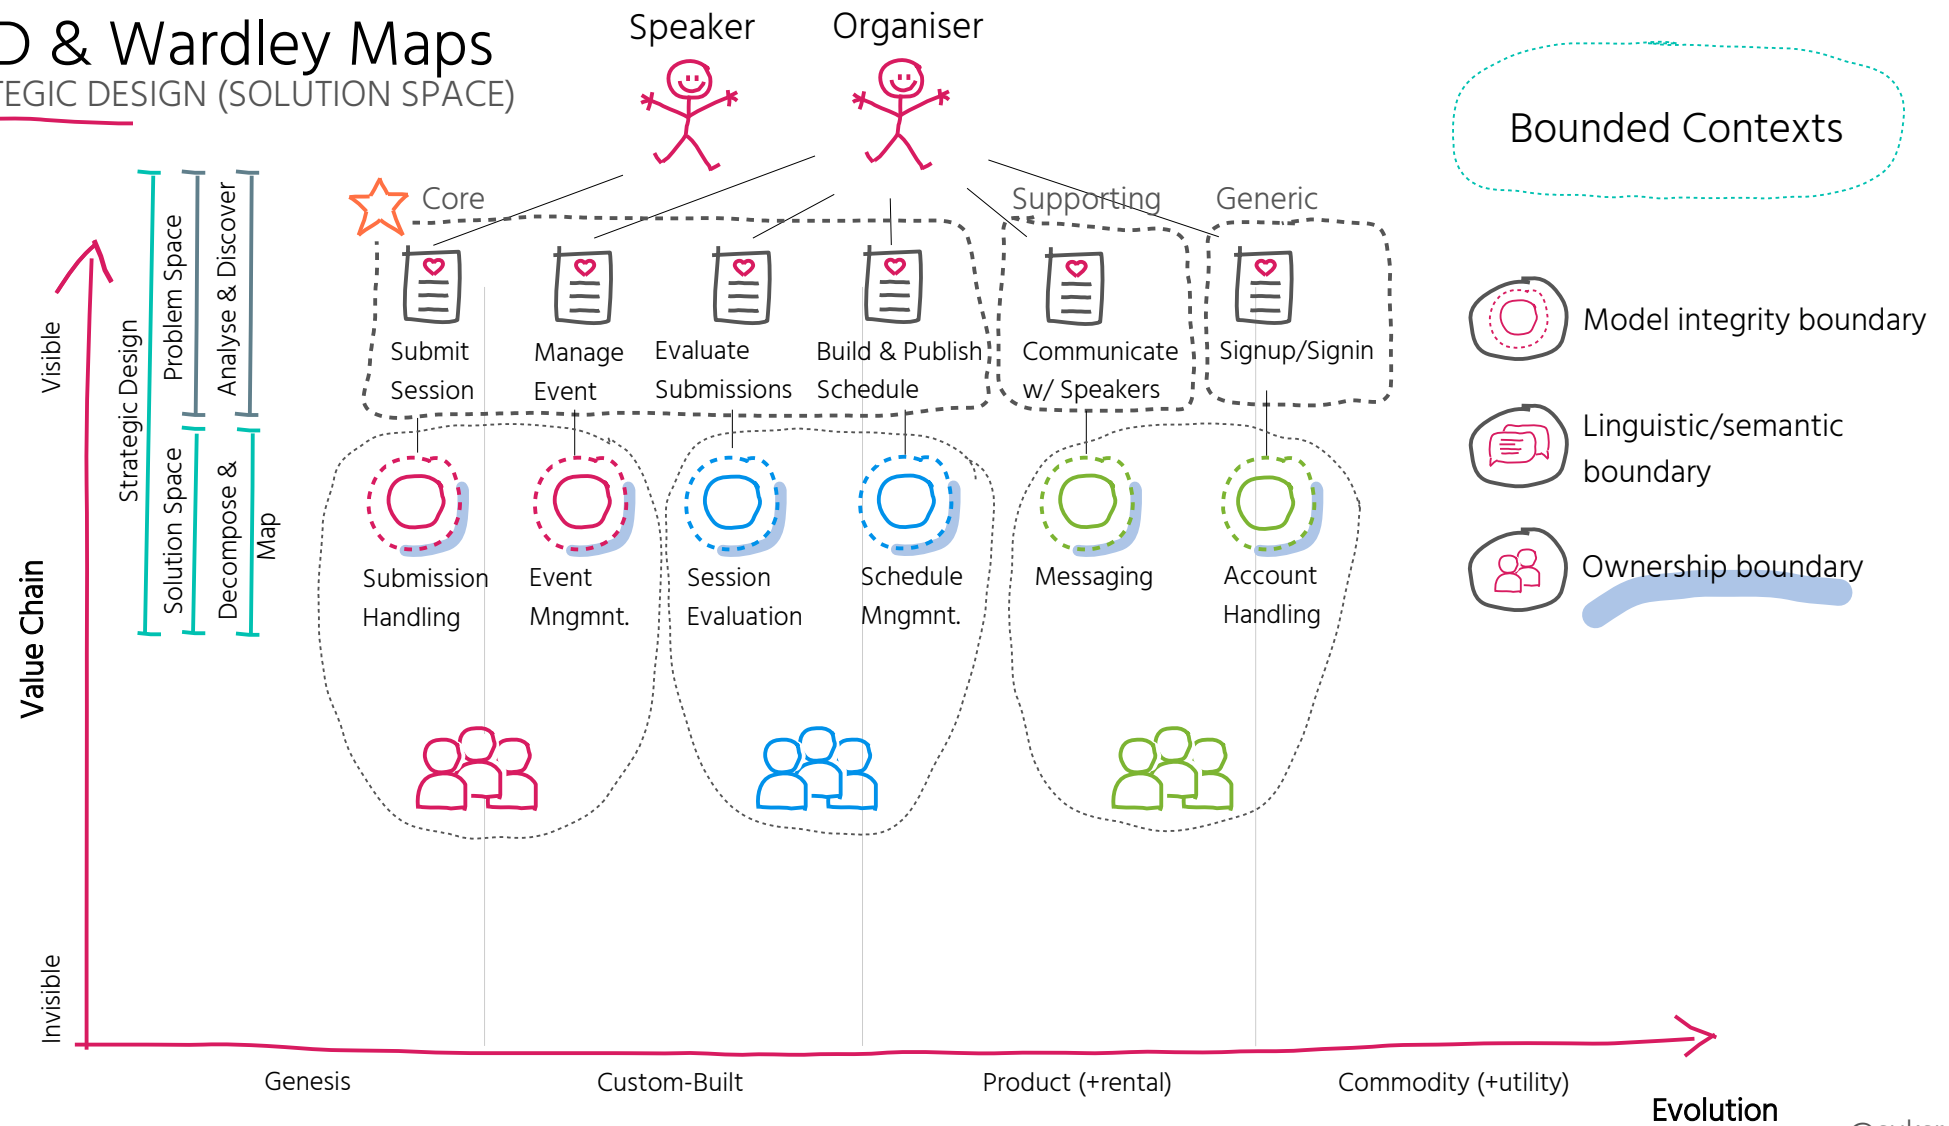 D & Wardley Maps
TEGIC DESIGN (SOLUTION SPACE)
Speaker
Organiser
Bounded Contexts
Core
Supporting
Generic
Submit
Session
Manage
Event
Evaluate
Submissions
Build & Publish
Schedule
Communicate
w/ Speakers
Signup/Signin
Model integrity boundary
Linguistic/semantic
boundary
Ownership boundary
Submission
Handling
Event
Mngmnt.
Session
Evaluation
Schedule
Mngmnt.
Messaging
Account
Handling
Value Chain
Visible
Invisible
Strategic Design
Problem Space
Analyse & Discover
Solution Space
Decompose &
Map
Genesis
Custom-Built
Product (+rental)
Commodity (+utility)
Evolution